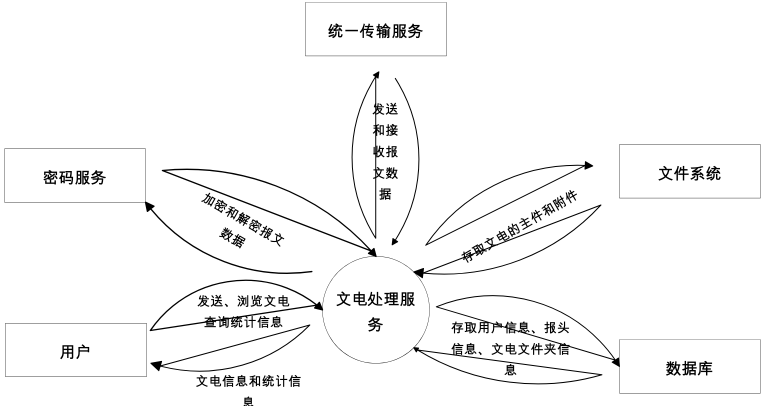 统一传输服务
发送
和接
收报
文数
据
密码服务
加密和解密报文
数据
文件系统
存取文电的主件和附件
文电处理服
务
发送、浏览文电
查询统计信息
用户
文电信息和统计信
息
存取用户信息、报头
信息、文电文件夹信
息
数据库